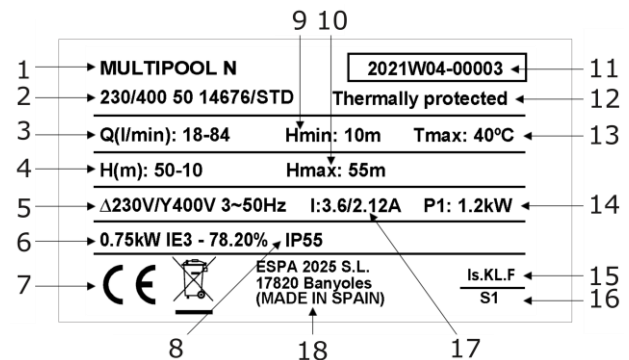 9 10
1 MULTIPOOL N 2021W04-00003 11
2 230/400 50 14676/STD Thermally protected 12
3 Q(l/min): 18-84 Hmin: 10m Tmax: 40ºC 13
4 H(m): 50-10 Hmax: 55m
5 Δ230V/Y400V 3~50Hz I:3.6/2.12A P1: 1.2kW 14
6 0.75kW IE3 - 78.20% IP55
7 CE
ESPA 2025 S.L.
17820 Banyoles
(MADE IN SPAIN)
Is.KL.F 15
S1 16
8 18 17